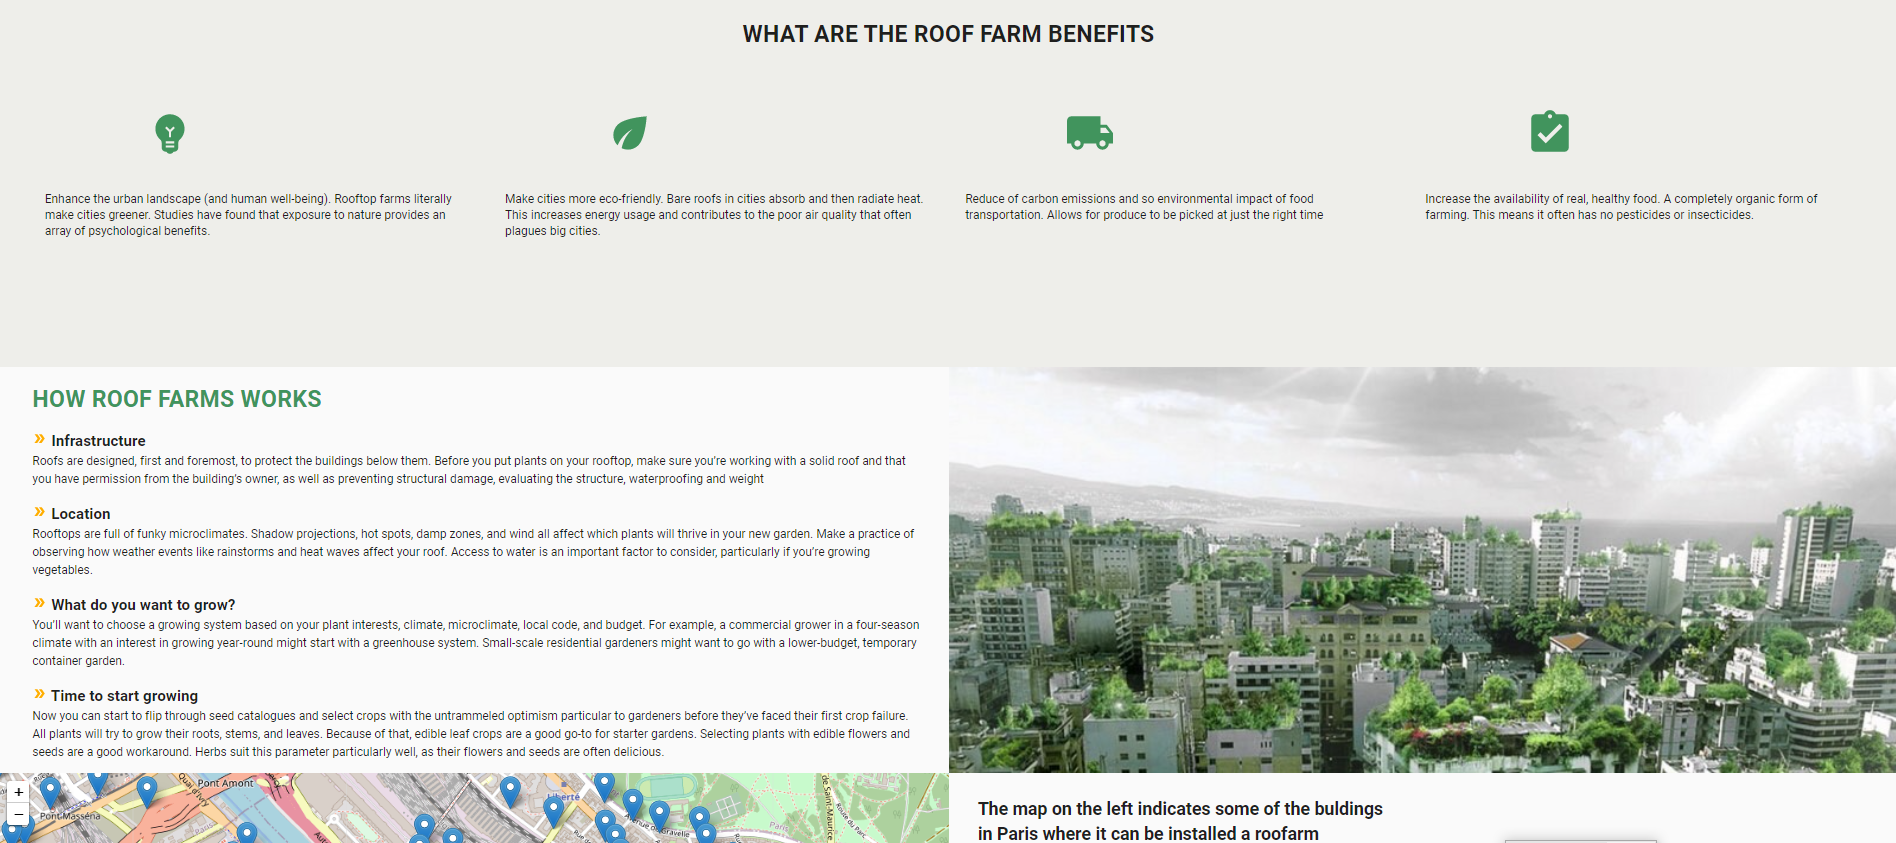 WHAT ARE THE ROOF FARM BENEFITS
Enhance the urban landscape (and human well-being). Rooftop farms literally
make cities greener. Studies have found that exposure to nature provides an
array of psychological benefits.
Make cities more eco-friendly. Bare roofs in cities absorb and then radiate heat.
This increases energy usage and contributes to the poor air quality that often
plagues big cities.
Reduce of carbon emissions and so environmental impact of food
transportation. Allows for produce to be picked at just the right time
Increase the availability of real, healthy food. A completely organic form of
farming. This means it often has no pesticides or insecticides.
HOW ROOF FARMS WORKS
» Infrastructure
Roofs are designed, first and foremost, to protect the buildings below them. Before you put plants on your rooftop, make sure you're working with a solid roof and that
you have permission from the building's owner, as well as preventing structural damage, evaluating the structure, waterproofing and weight
» Location
Rooftops are full of funky microclimates. Shadow projections, hot spots, damp zones, and wind all affect which plants will thrive in your new garden. Make a practice of
observing how weather events like rainstorms and heat waves affect your roof. Access to water is an important factor to consider, particularly if you're growing
vegetables.
» What do you want to grow?
You'll want to choose a growing system based on your plant interests, climate, microclimate, local code, and budget. For example, a commercial grower in a four-season
climate with an interest in growing year-round might start with a greenhouse system. Small-scale residential gardeners might want to go with a lower-budget, temporary
container garden.
» Time to start growing
Now you can start to flip through seed catalogues and select crops with the untrammeled optimism particular to gardeners before they've faced their first crop failure.
All plants will try to grow their roots, stems, and leaves. Because of that, edible leaf crops are a good go-to for starter gardens. Selecting plants with edible flowers and
seeds are a good workaround. Herbs suit this parameter particularly well, as their flowers and seeds are often delicious.
+
−
Pont Amont
Quai d'Ivry
Pont Masséna
Paris
Liberté
Avenue de Gravelle
Paris
de Saint-Maurice
Route du Parc
The map on the left indicates some of the buldings
in Paris where it can be installed a roofarm